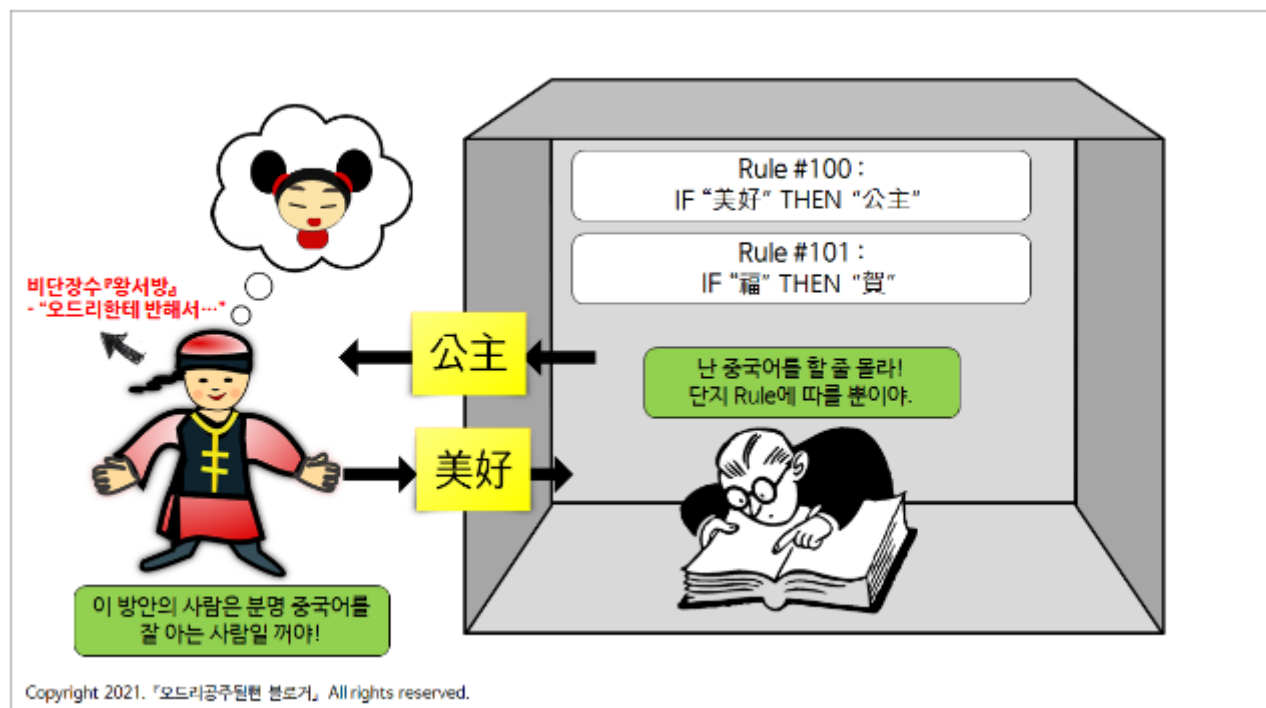 Rule #100 :
IF “美好” THEN “公主”
Rule #101 :
IF “福” THEN “賀”
비단장수『왕서방』
- “오드리한테 반해서…”
公主
난 중국어를 할 줄 몰라!
단지 Rule에 따를 뿐이야.
美好
이 방안의 사람은 분명 중국어를
잘 아는 사람일 꺼야!
Copyright 2021. 『오드리공주될뻔 블로거』 All rights reserved.